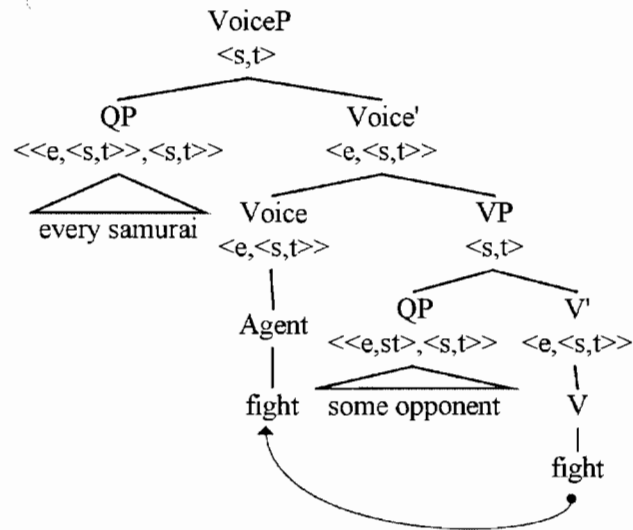 VoiceP
<s,t>
QP Voice'
<<e,<s,t>>,<s,t>> <e,<s,t>>
every samurai Voice VP
<e,<s,t>> <s,t>
Agent QP V'
<<e,st>,<s,t>> <e,<s,t>>
fight some opponent V
fight